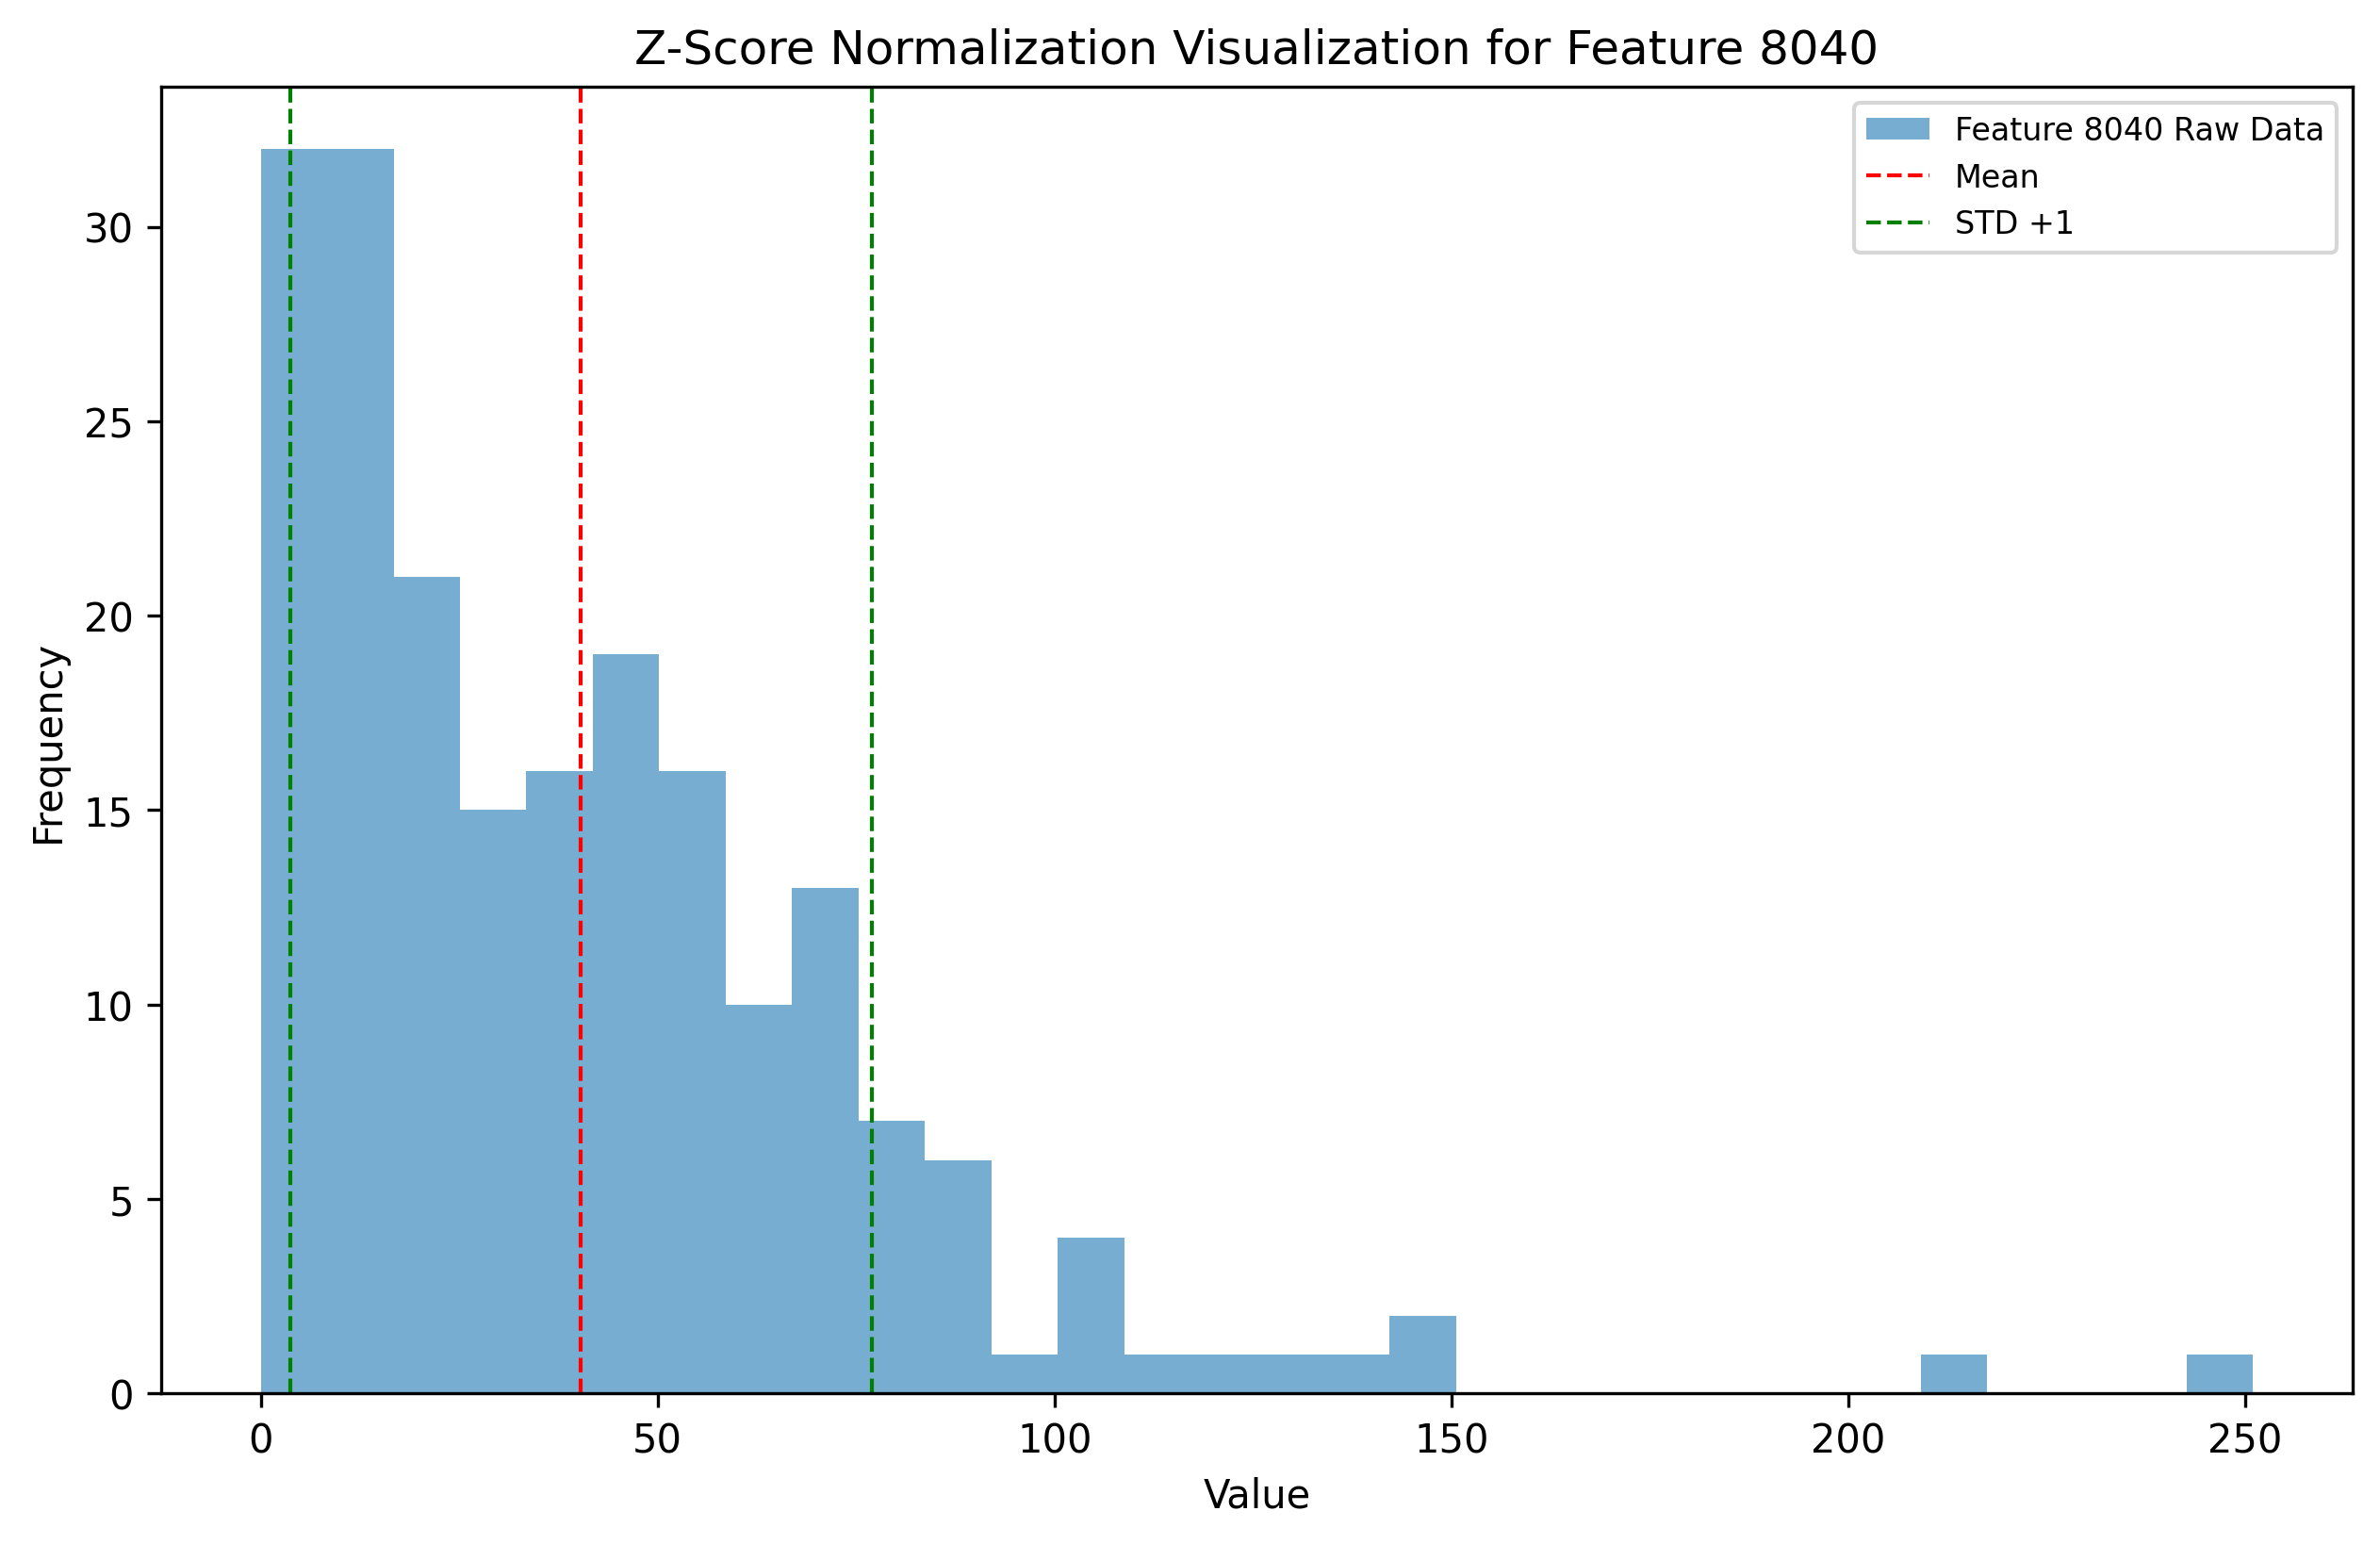 Z-Score Normalization Visualization for Feature 8040
Feature 8040 Raw Data
Mean
STD +1
30
25
20
15
10
5
0
Frequency
0 50 100 150 200 250
Value